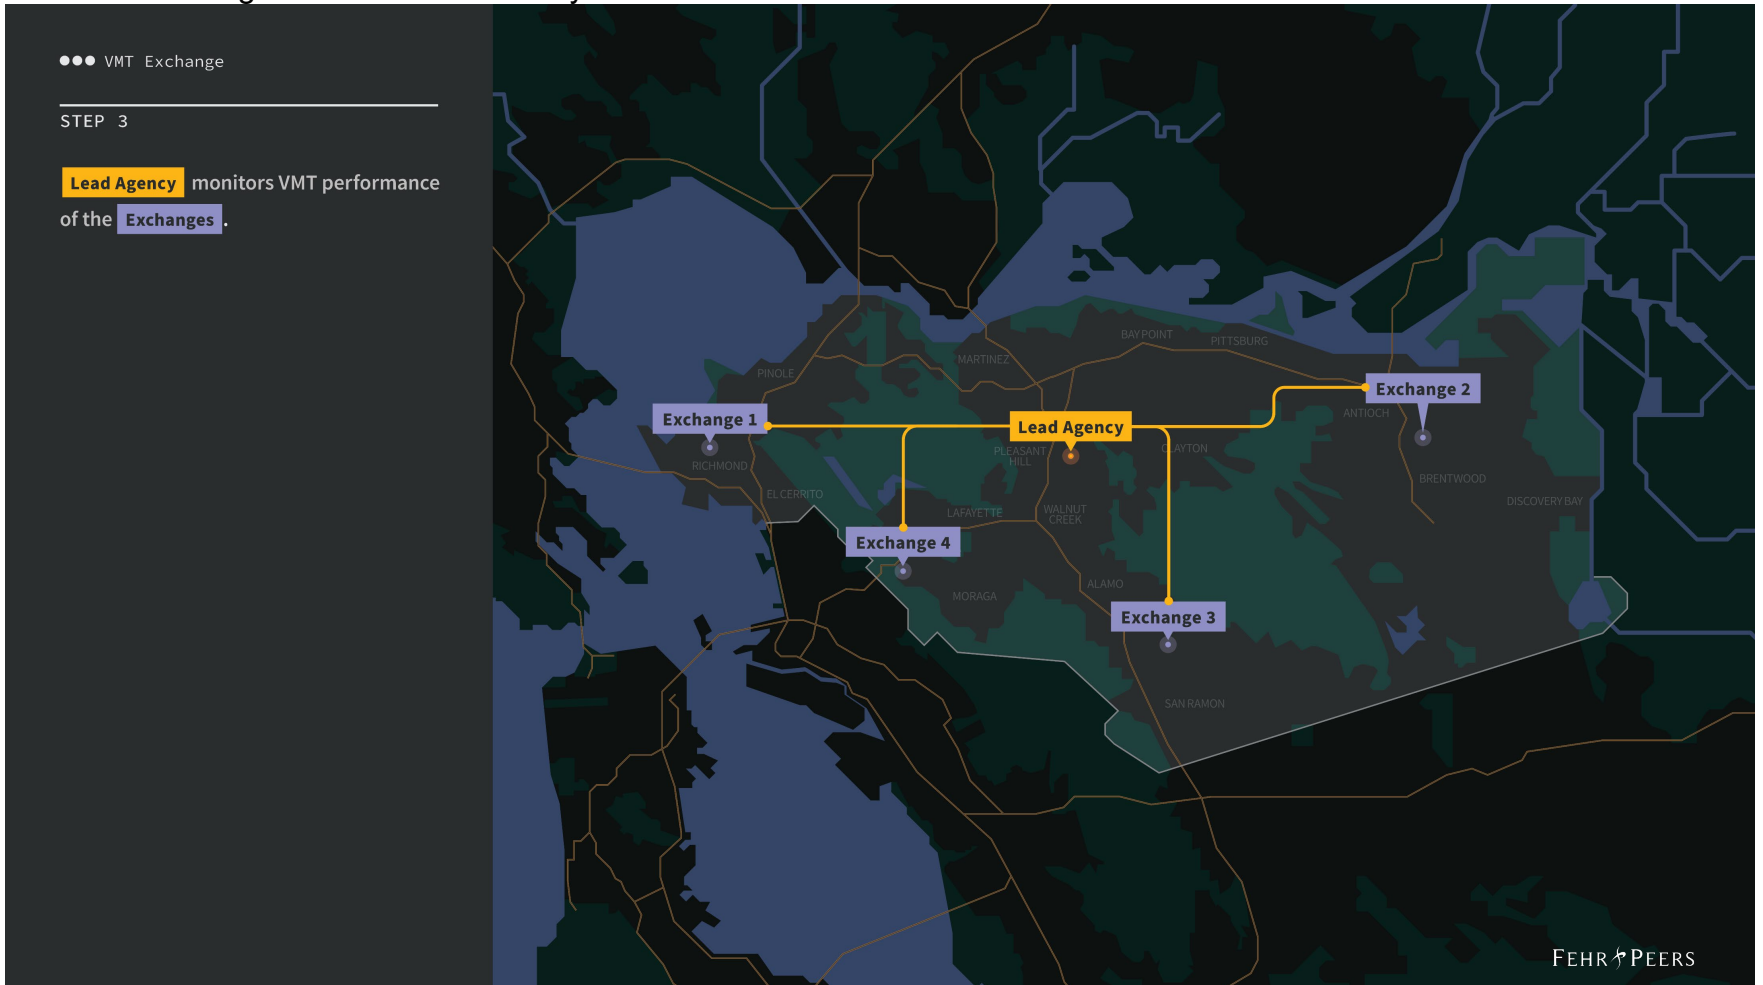 VMT Exchange
STEP 3
Lead Agency monitors VMT performance
of the Exchanges.
BAY POINT
PITTSBURG
MARTINEZ
PINOLE
Exchange 2
ANTIOCH
Exchange 1
Lead Agency
CLAYTON
PLEASANT
HILL
RICHMOND
BRENTWOOD
EL CERRITO
DISCOVERY BAY
LAFAYETTE
WALNUT
CREEK
Exchange 4
ALAMO
MORAGA
Exchange 3
SAN RAMON
FEHR PEERS